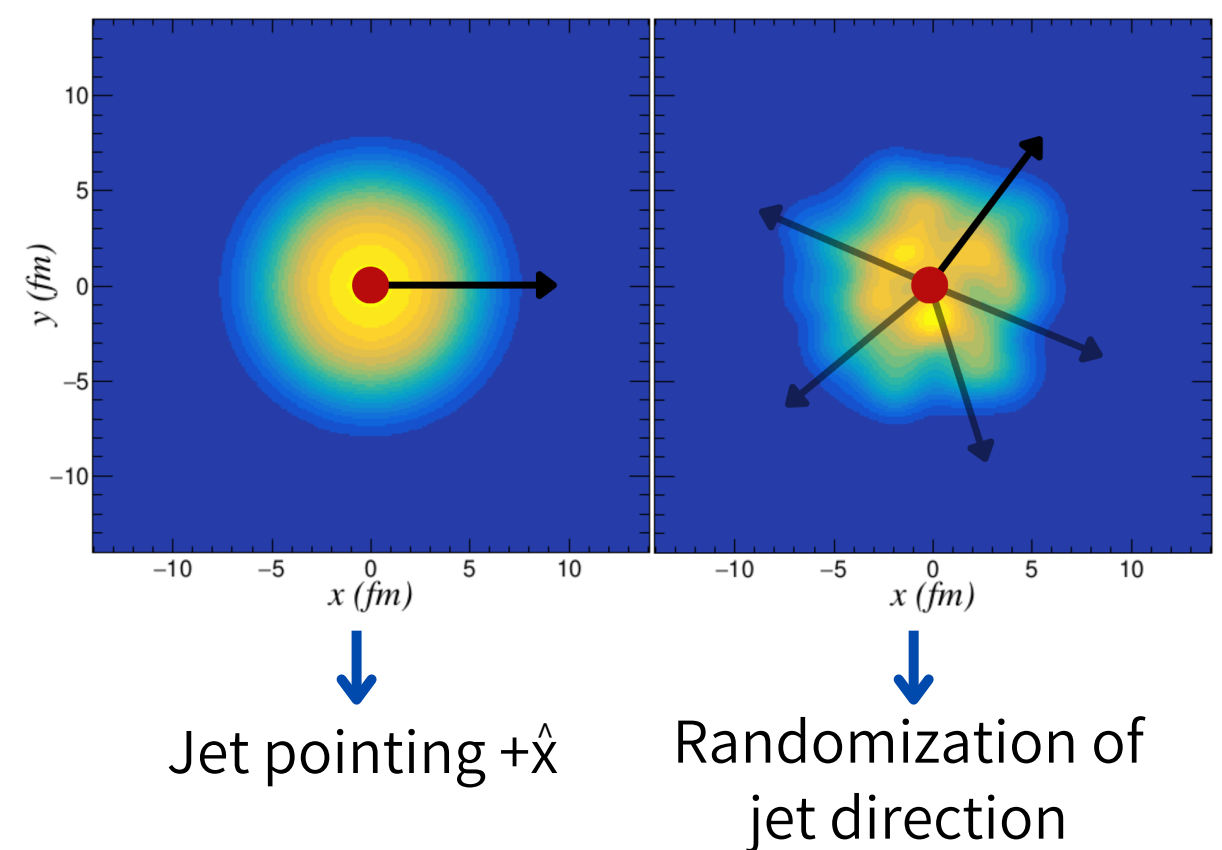 10
5
0
−5
−10
y (fm)
−10 −5 0 5 10
x (fm)
−10 −5 0 5 10
x (fm)
Jet pointing +x̂
Randomization of
jet direction